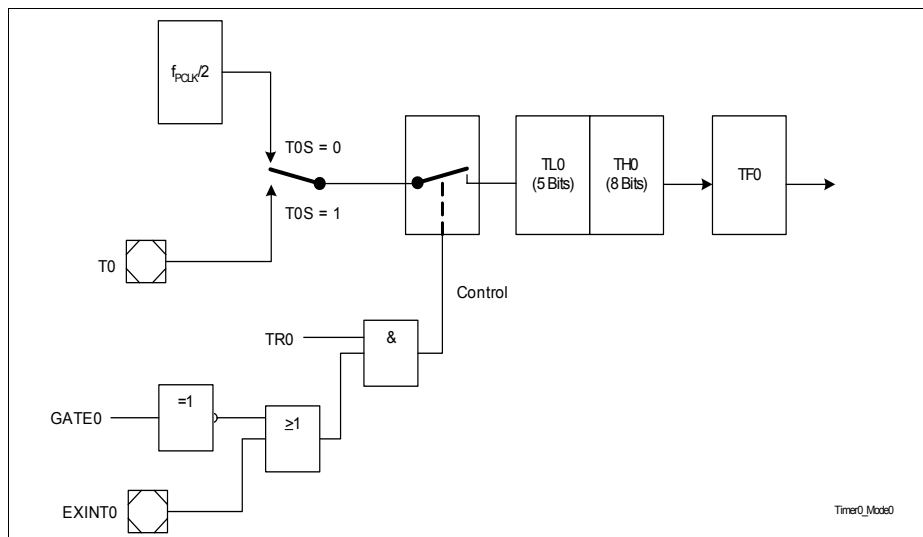 fPCLK/2
T0S = 0
T0S = 1
TL0
(5 Bits)
TH0
(8 Bits)
TF0
T0
Control
TR0
&
GATE0
=1
≥1
EXINT0
Timer0_Mode0